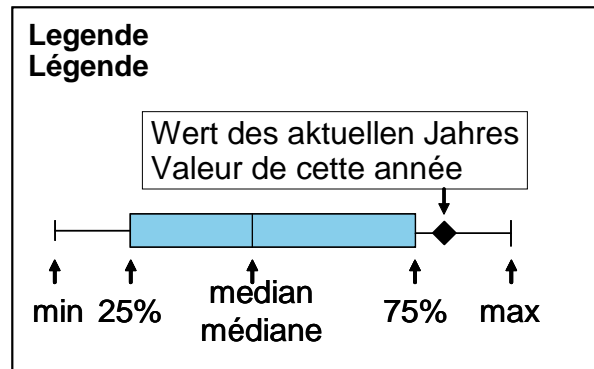 Legende
Légende
Wert des aktuellen Jahres
Valeur de cette année
min 25% median 75% max
médiane